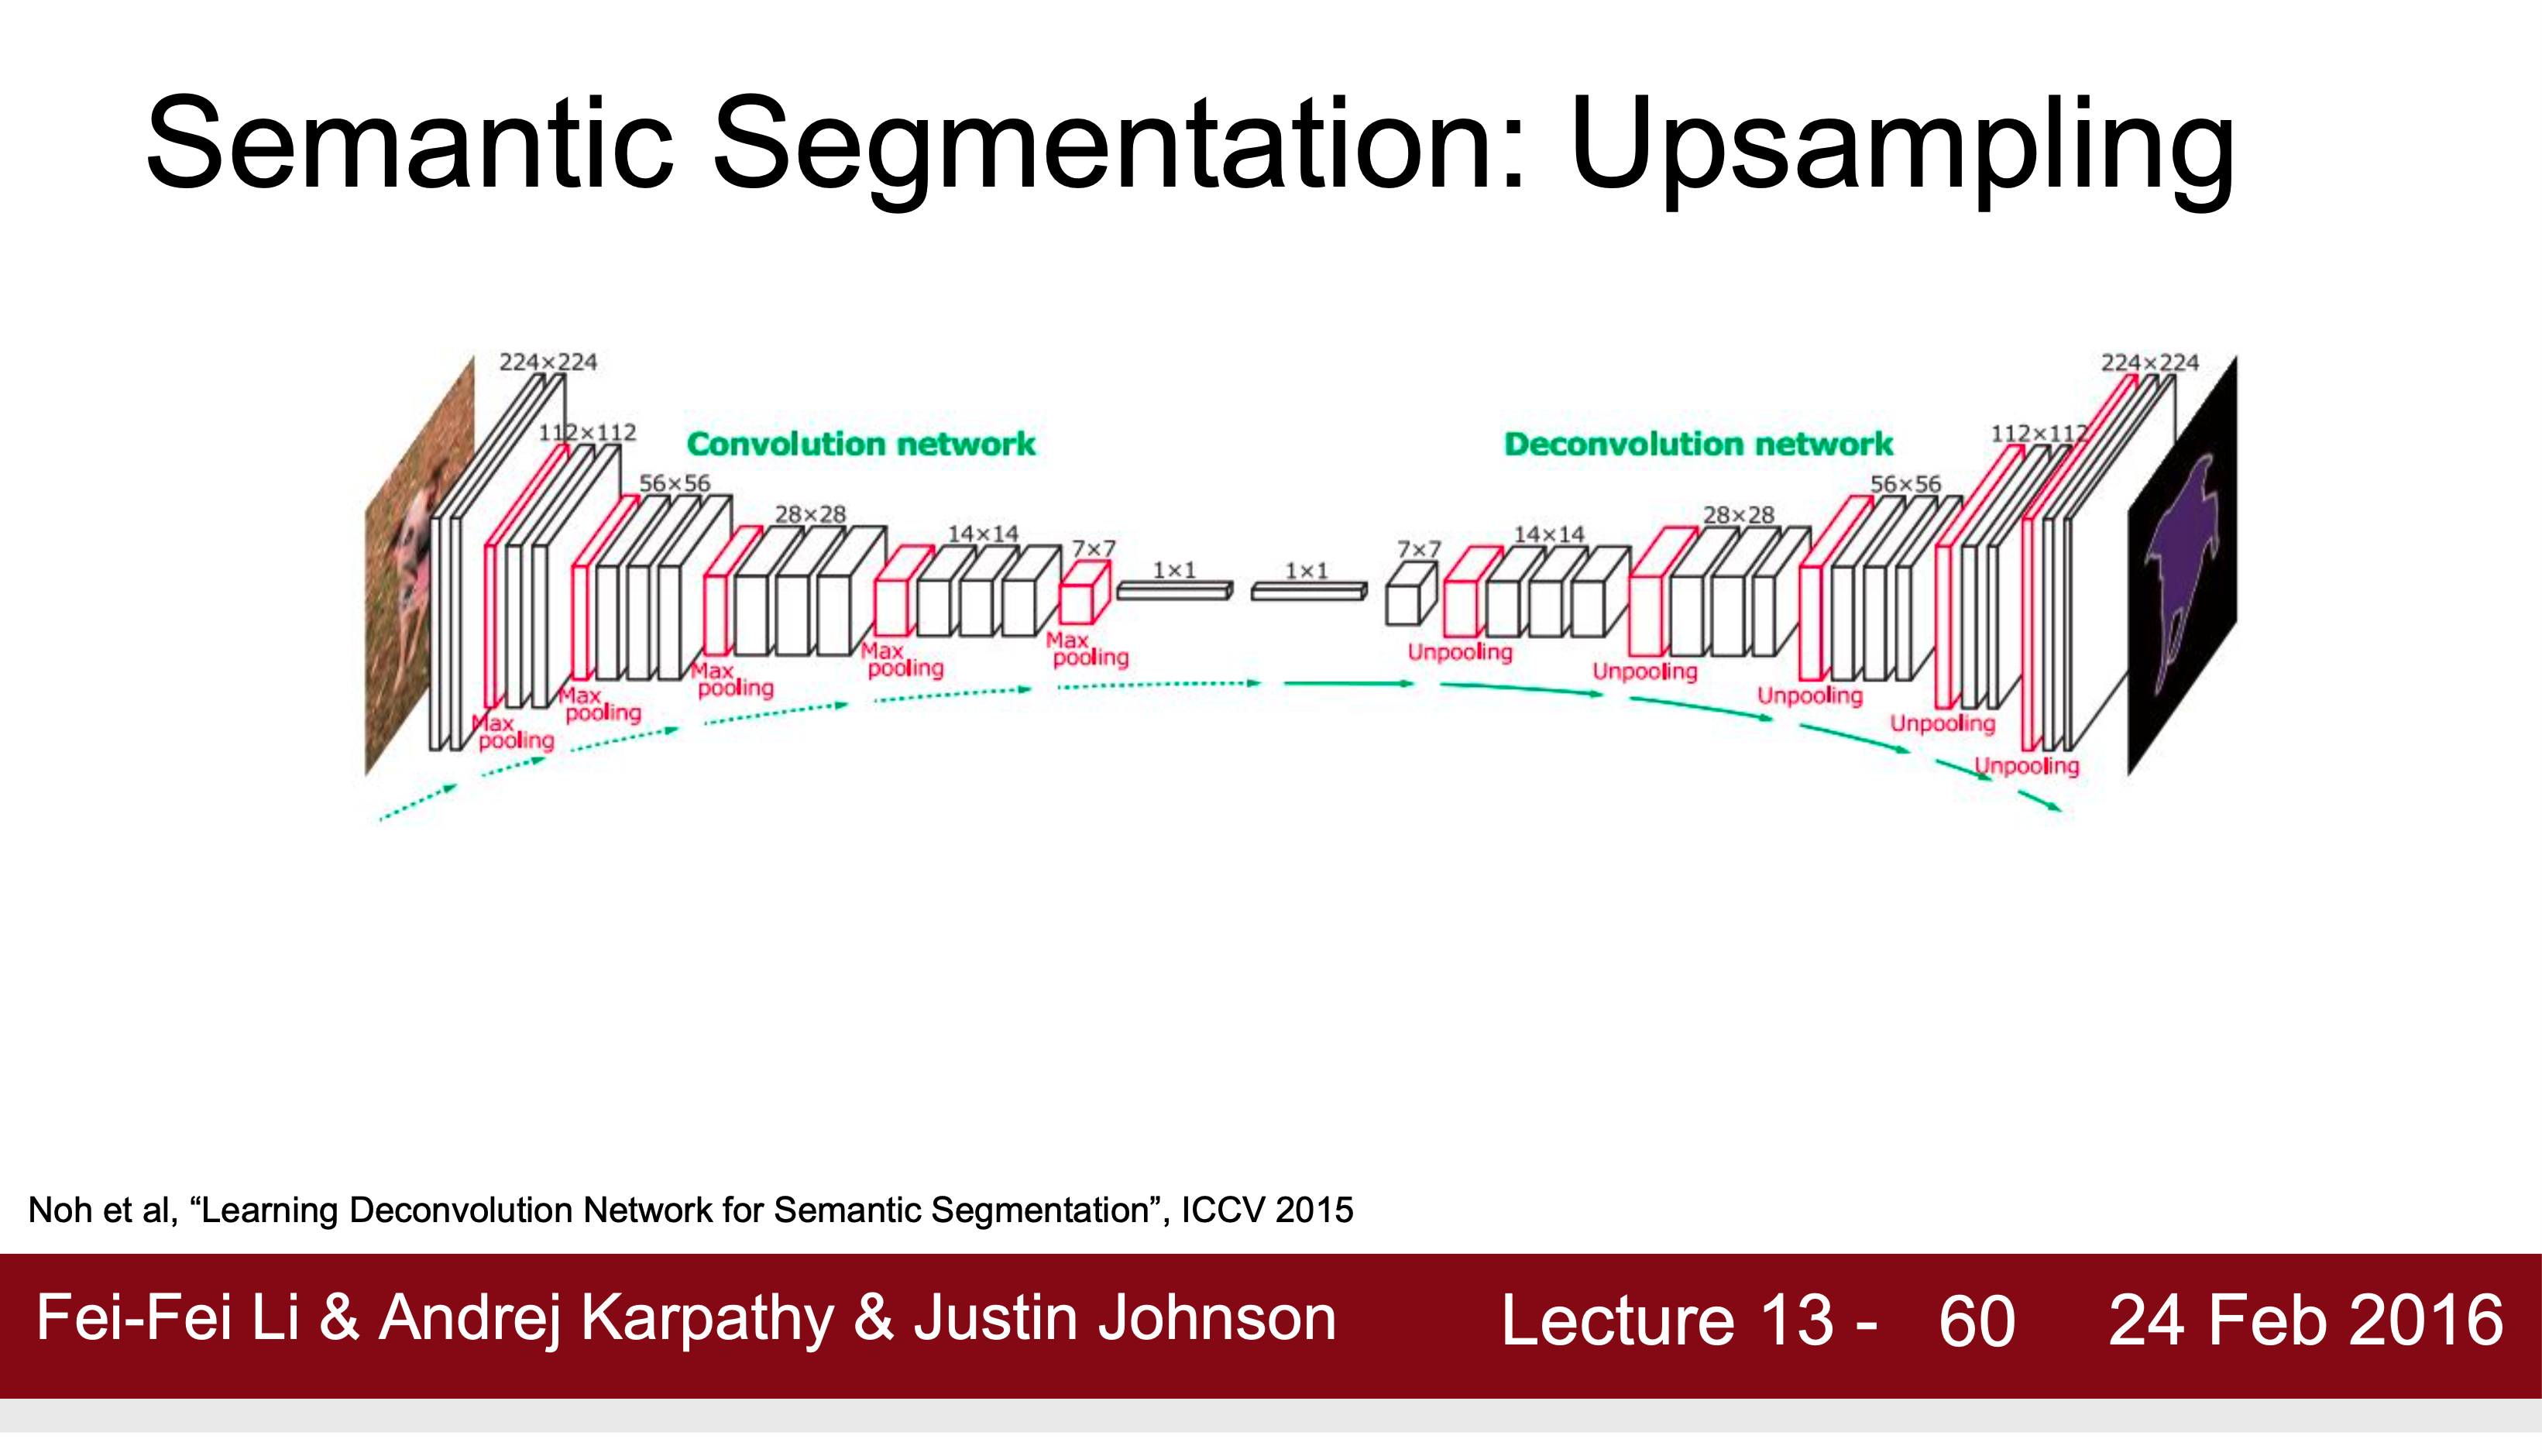 Semantic Segmentation: Upsampling
224×224
112×112
56×56
28×28
14×14
7×7
1×1
1×1
7×7
14×14
28×28
56×56
112×112
224×224
Convolution network
Deconvolution network
Max
pooling
Max
pooling
Max
pooling
Max
pooling
Max
pooling
Unpooling
Unpooling
Unpooling
Unpooling
Unpooling
Noh et al, “Learning Deconvolution Network for Semantic Segmentation”, ICCV 2015
Fei-Fei Li & Andrej Karpathy & Justin Johnson Lecture 13 - 60 24 Feb 2016